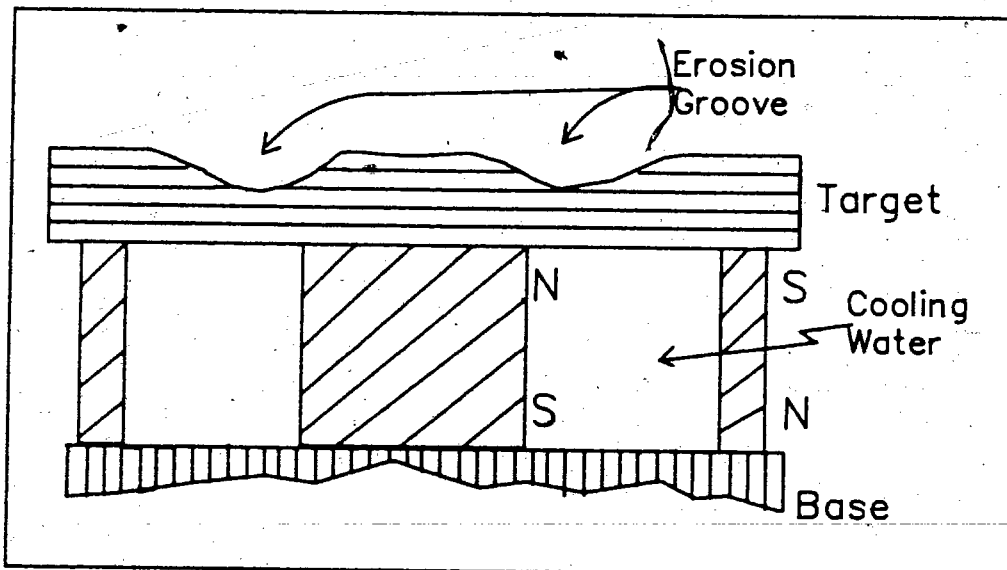 Erosion
Groove
Target
N
S
Cooling
Water
S
N
Base